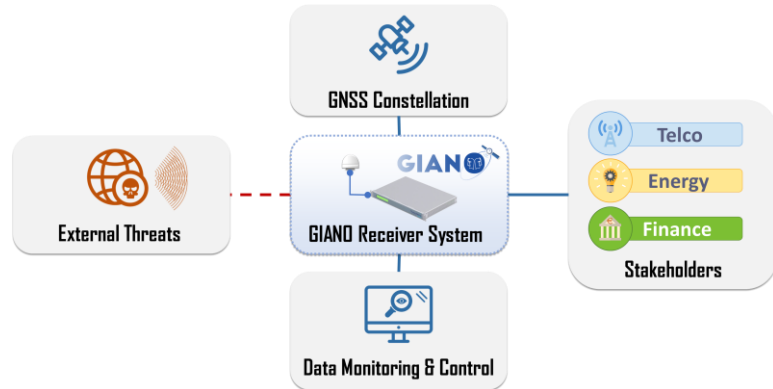 GNSS Constellation
External Threats
GIANO
GIANO Receiver System
Telco
Energy
Finance
Stakeholders
Data Monitoring & Control